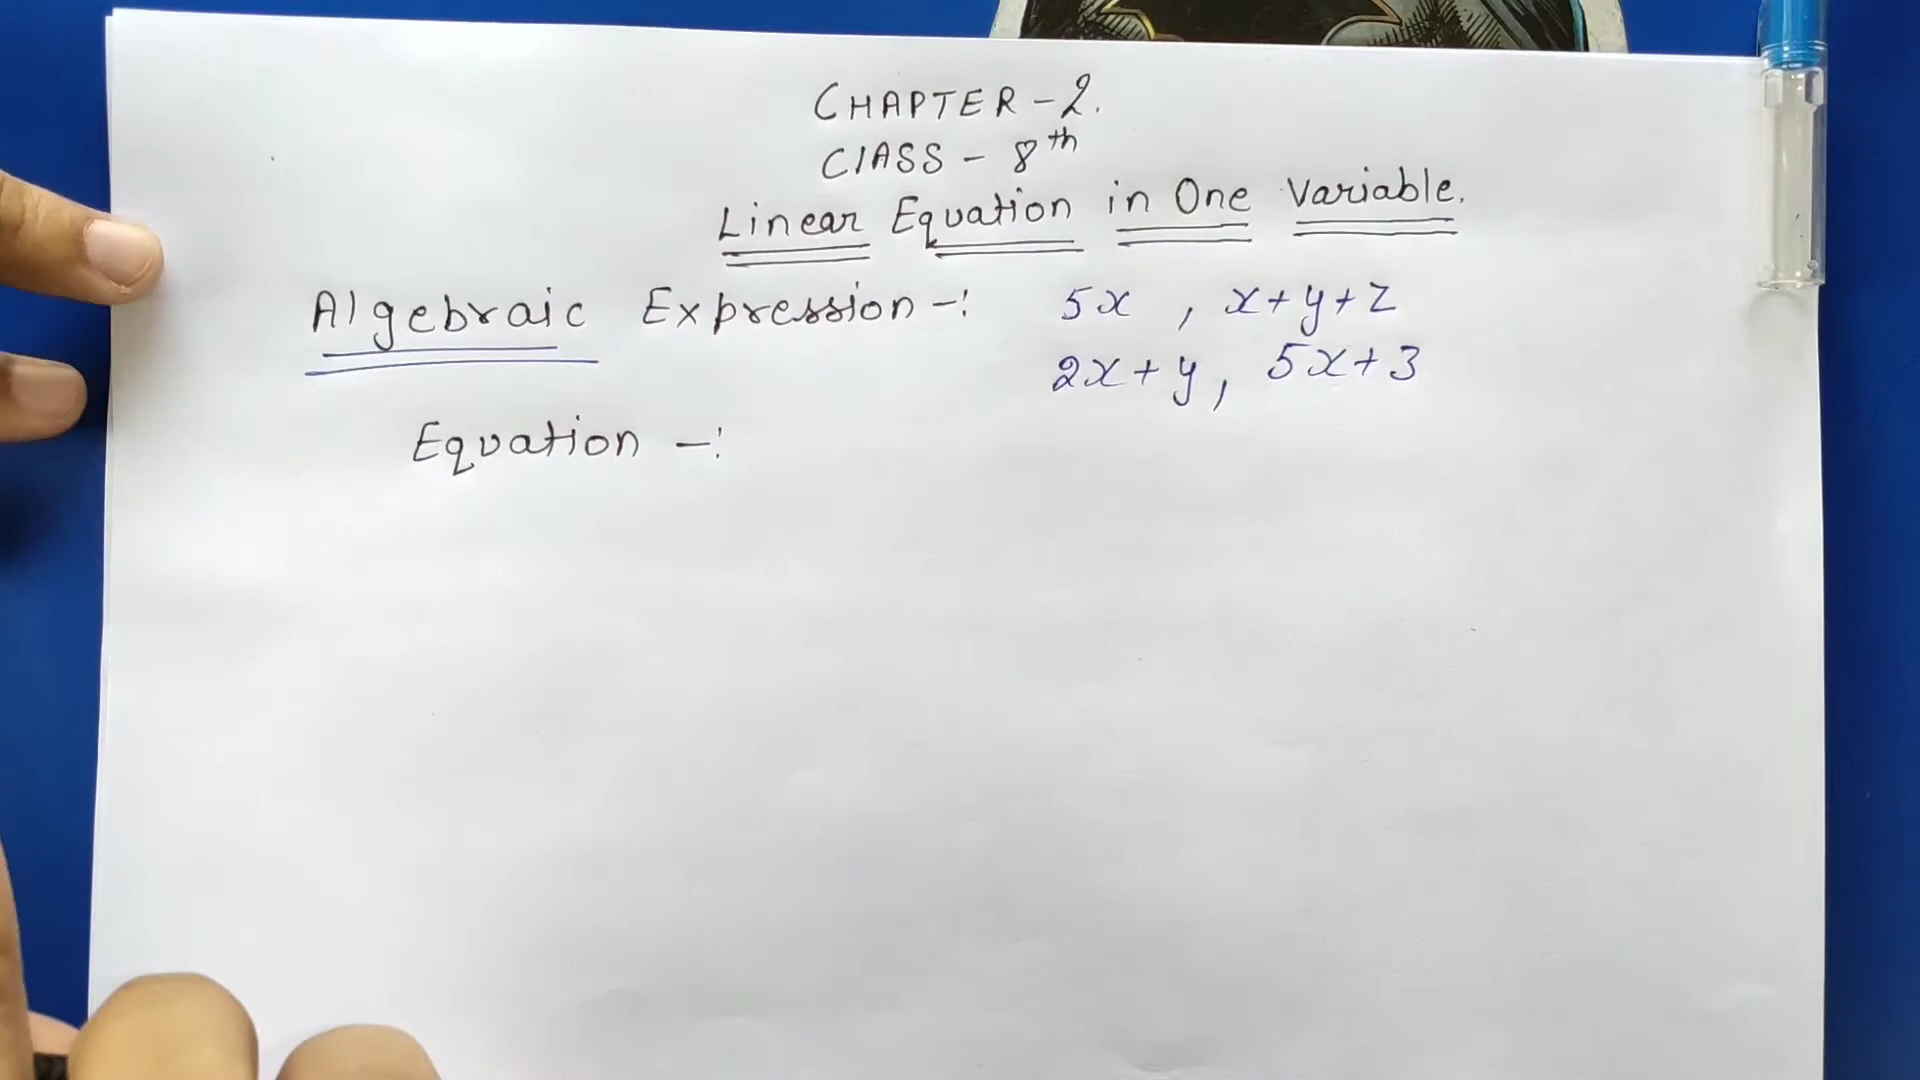 CHAPTER - 2.
ClASS - 8th
Linear Equation in One Variable.
Algebraic Expression -: 5x , x+y+z
2x+y, 5x+3
Equation -: